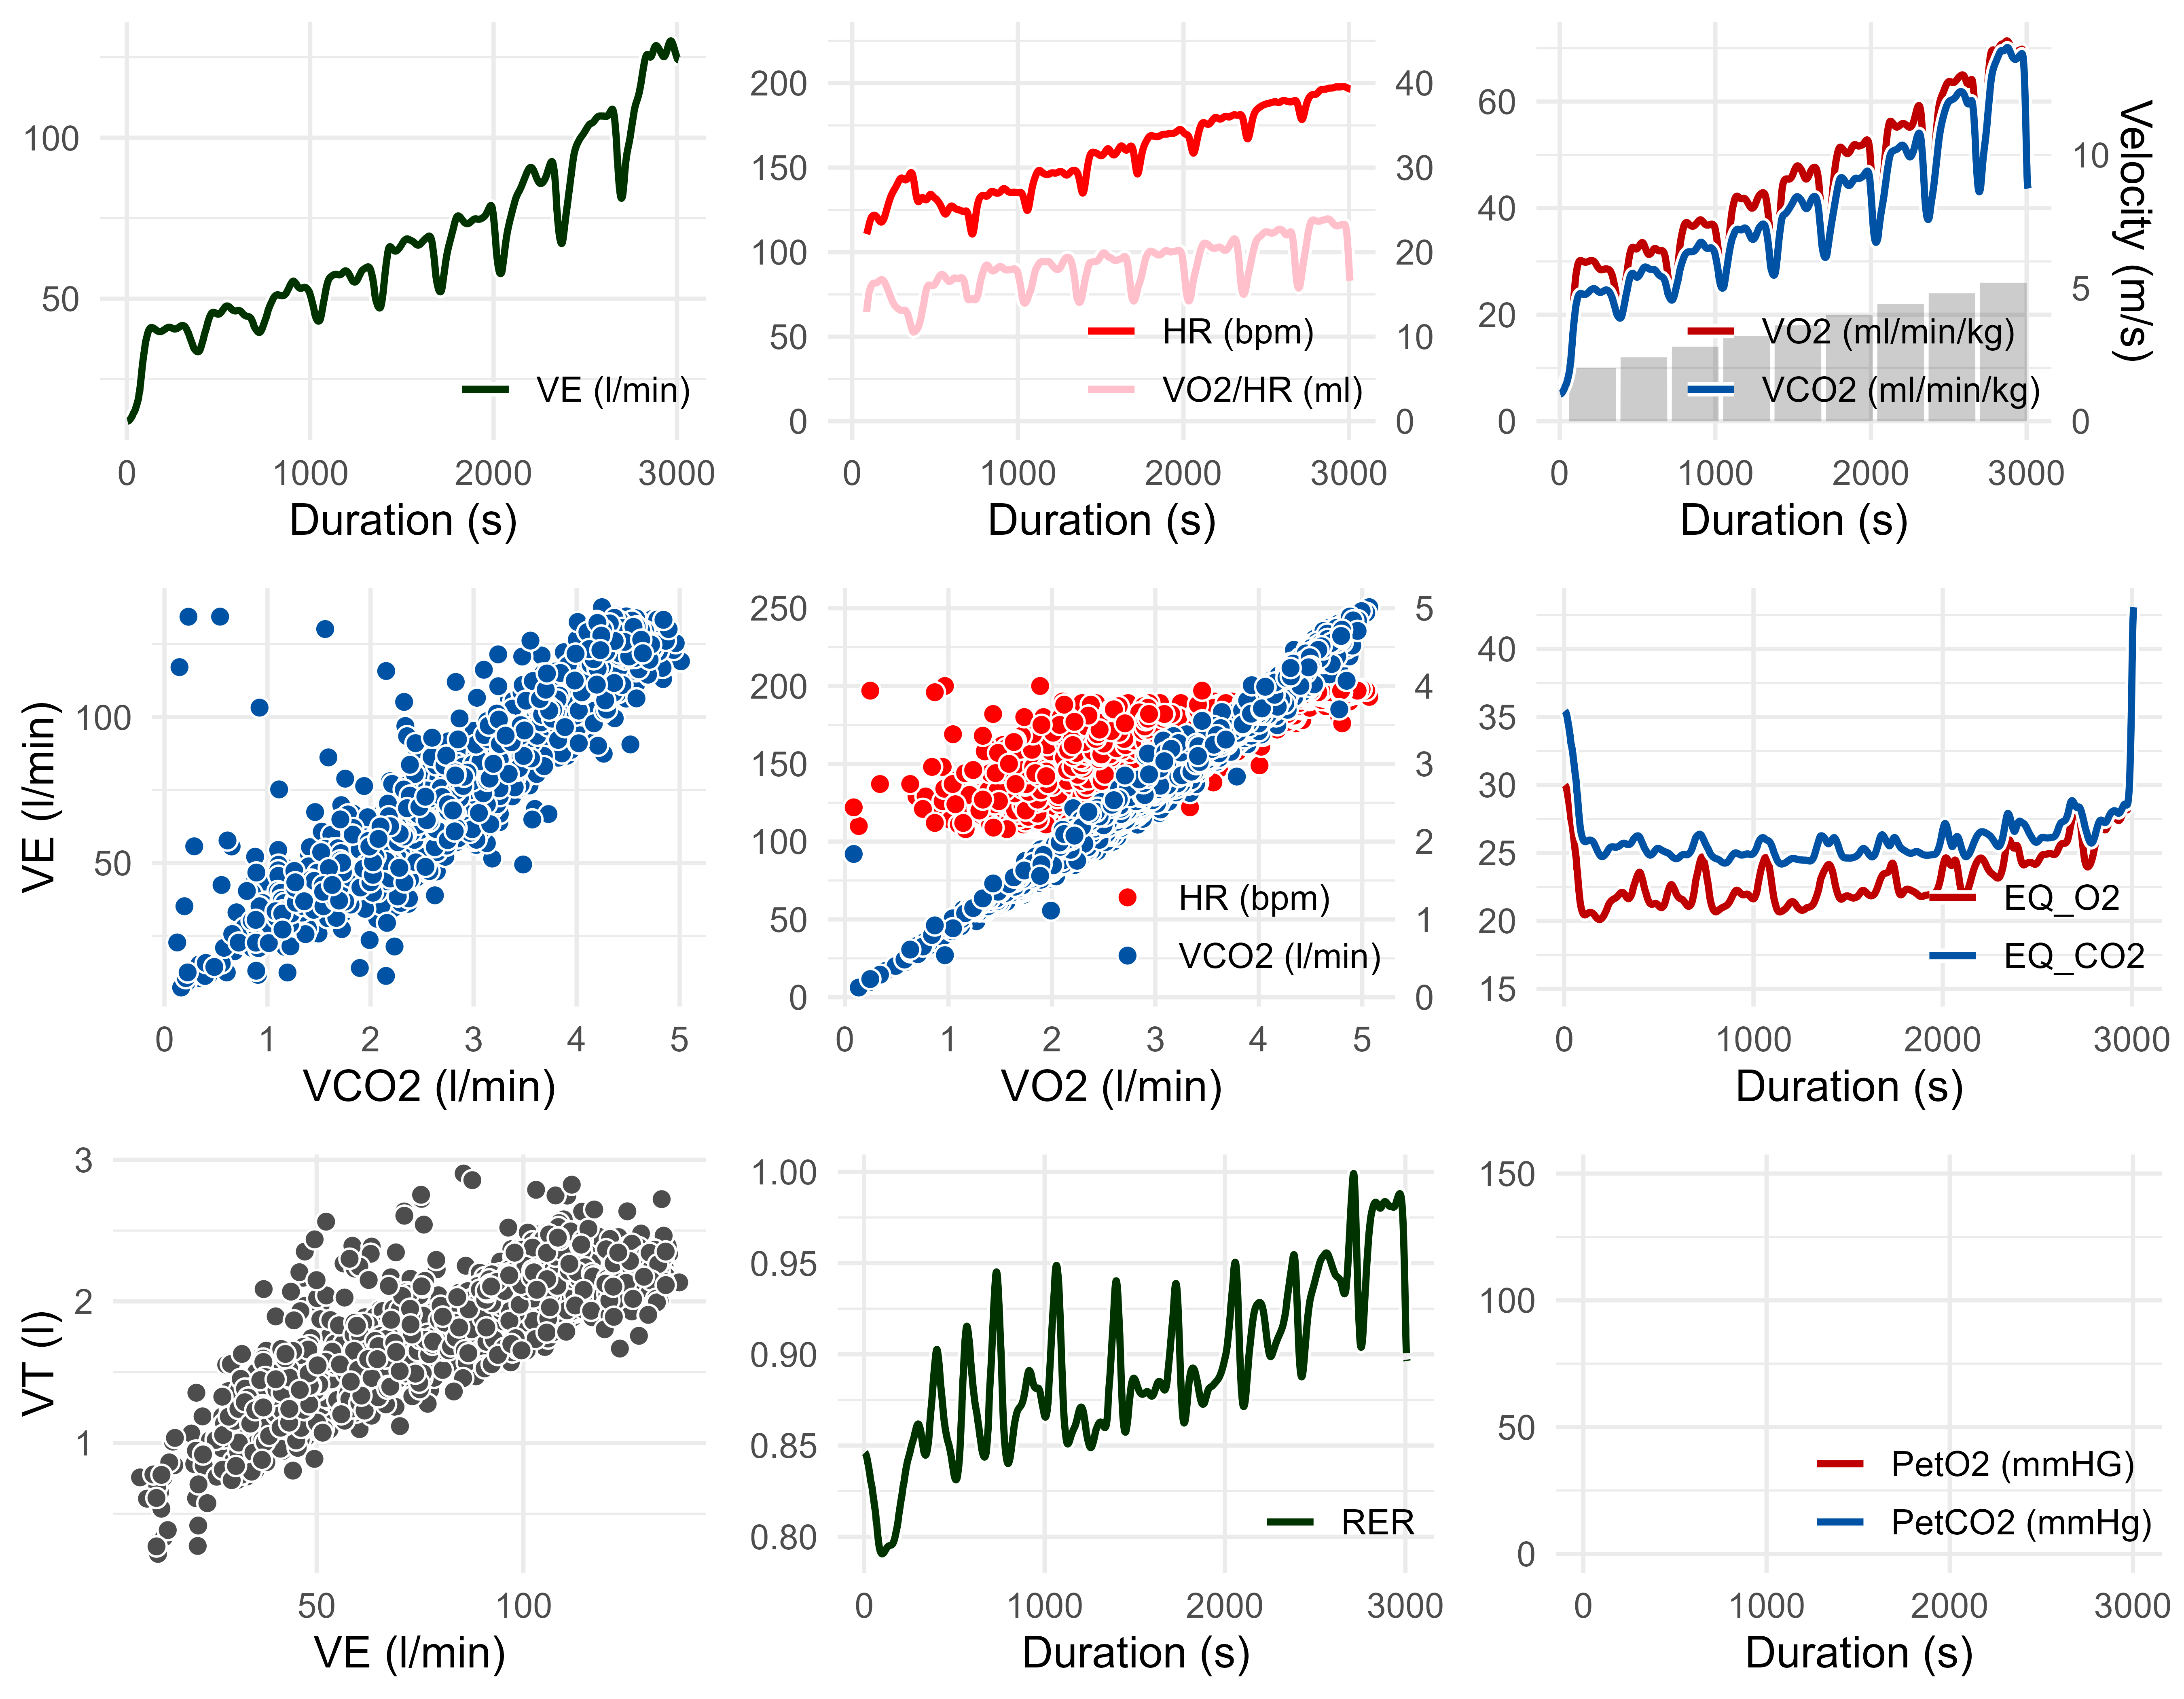 100
50
VE (l/min)
0 1000 2000 3000
Duration (s)
200
150
100
50
0
40
30
20
10
0
HR (bpm)
VO2/HR (ml)
0 1000 2000 3000
Duration (s)
60
40
20
0
10
5
0
Velocity (m/s)
VO2 (ml/min/kg)
VCO2 (ml/min/kg)
0 1000 2000 3000
Duration (s)
VE (l/min)
100
50
0 1 2 3 4 5
VCO2 (l/min)
250
200
150
100
50
0
5
4
3
2
1
0
HR (bpm)
VCO2 (l/min)
0 1 2 3 4 5
VO2 (l/min)
40
35
30
25
20
15
EQ_O2
EQ_CO2
0 1000 2000 3000
Duration (s)
VT (l)
3
2
1
50 100
VE (l/min)
1.00
0.95
0.90
0.85
0.80
RER
0 1000 2000 3000
Duration (s)
150
100
50
0
PetO2 (mmHG)
PetCO2 (mmHg)
0 1000 2000 3000
Duration (s)